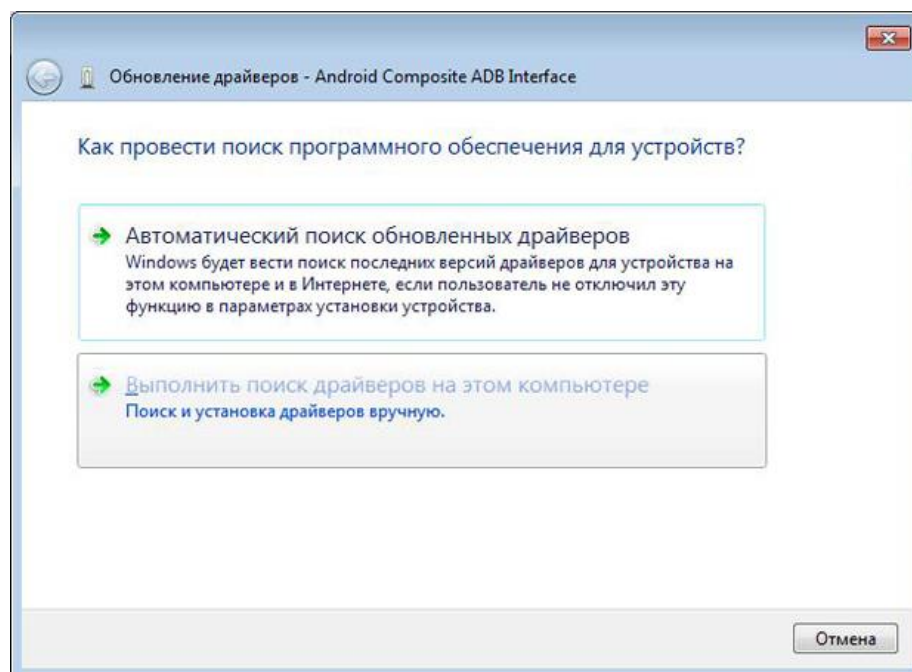 Обновление драйверов - Android Composite ADB Interface
Как провести поиск программного обеспечения для устройств?
Автоматический поиск обновленных драйверов
Windows будет вести поиск последних версий драйверов для устройства на
этом компьютере и в Интернете, если пользователь не отключил эту
функцию в параметрах установки устройства.
Выполнить поиск драйверов на этом компьютере
Поиск и установка драйверов вручную.
Отмена